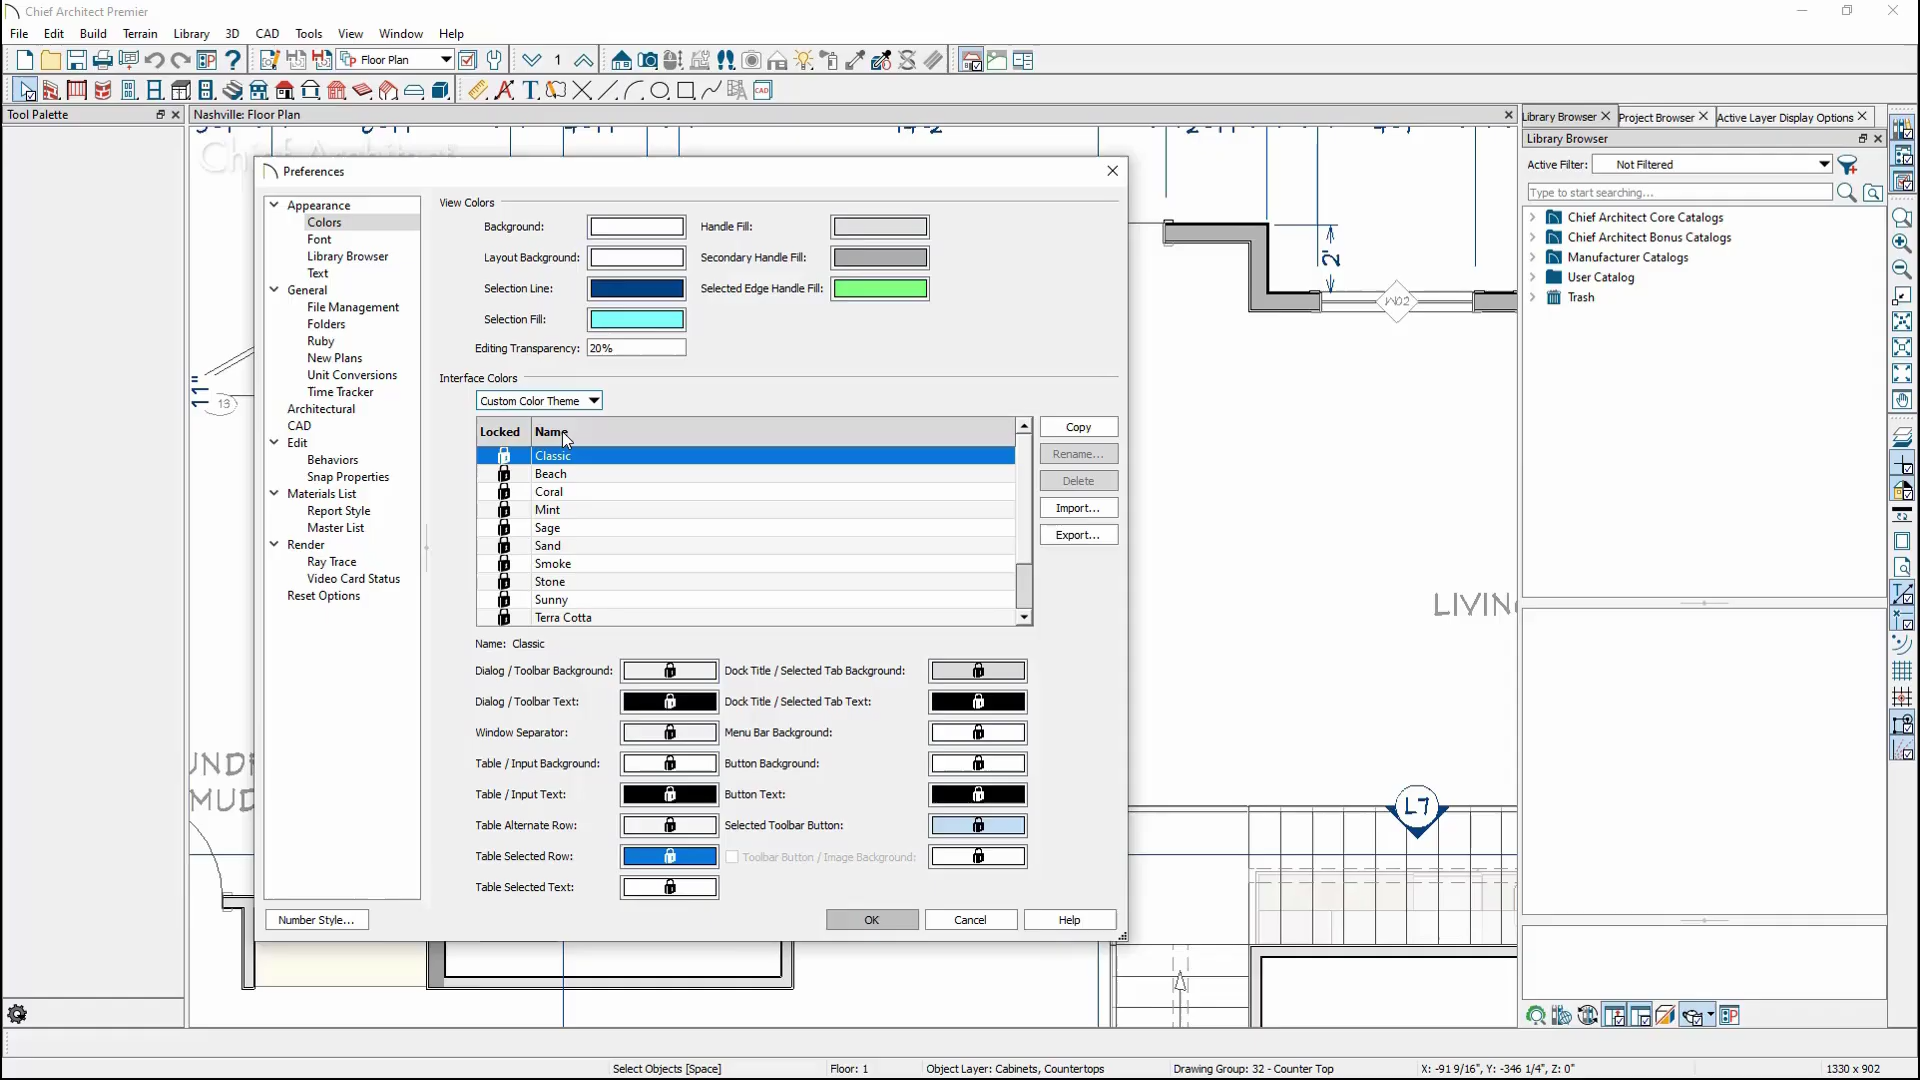 Chief Architect Premier
File Edit Build Terrain Library 3D CAD Tools View Window Help
Floor Plan 1
CAD
Tool Palette Nashville: Floor Plan Library Browser Project Browser Active Layer Display Options
Library Browser
Active Filter: Not Filtered
Type to start searching...
Chief Architect Core Catalogs
Chief Architect Bonus Catalogs
Manufacturer Catalogs
User Catalog
Trash
Chief Architect
Preferences
Appearance
Colors
Font
Library Browser
Text
General
File Management
Folders
Ruby
New Plans
Unit Conversions
Time Tracker
Architectural
CAD
Edit
Behaviors
Snap Properties
Materials List
Report Style
Master List
Render
Ray Trace
Video Card Status
Reset Options
Number Style...
View Colors
Background: Handle Fill:
Layout Background: Secondary Handle Fill:
Selection Line: Selected Edge Handle Fill:
Selection Fill:
Editing Transparency: 20%
Interface Colors
Custom Color Theme
Locked Name
Classic
Beach
Coral
Mint
Sage
Sand
Smoke
Stone
Sunny
Terra Cotta
Copy
Rename...
Delete
Import...
Export...
Name: Classic
Dialog / Toolbar Background: Dock Title / Selected Tab Background:
Dialog / Toolbar Text: Dock Title / Selected Tab Text:
Window Separator: Menu Bar Background:
Table / Input Background: Button Background:
Table / Input Text: Button Text:
Table Alternate Row: Selected Toolbar Button:
Table Selected Row: Toolbar Button / Image Background:
Table Selected Text:
OK Cancel Help
2'
W02
11"
13
LIVIN
L7
Select Objects [Space] Floor: 1 Object Layer: Cabinets, Countertops Drawing Group: 32 - Counter Top X: -91 9/16", Y: -346 1/4", Z: 0" 1330 x 902